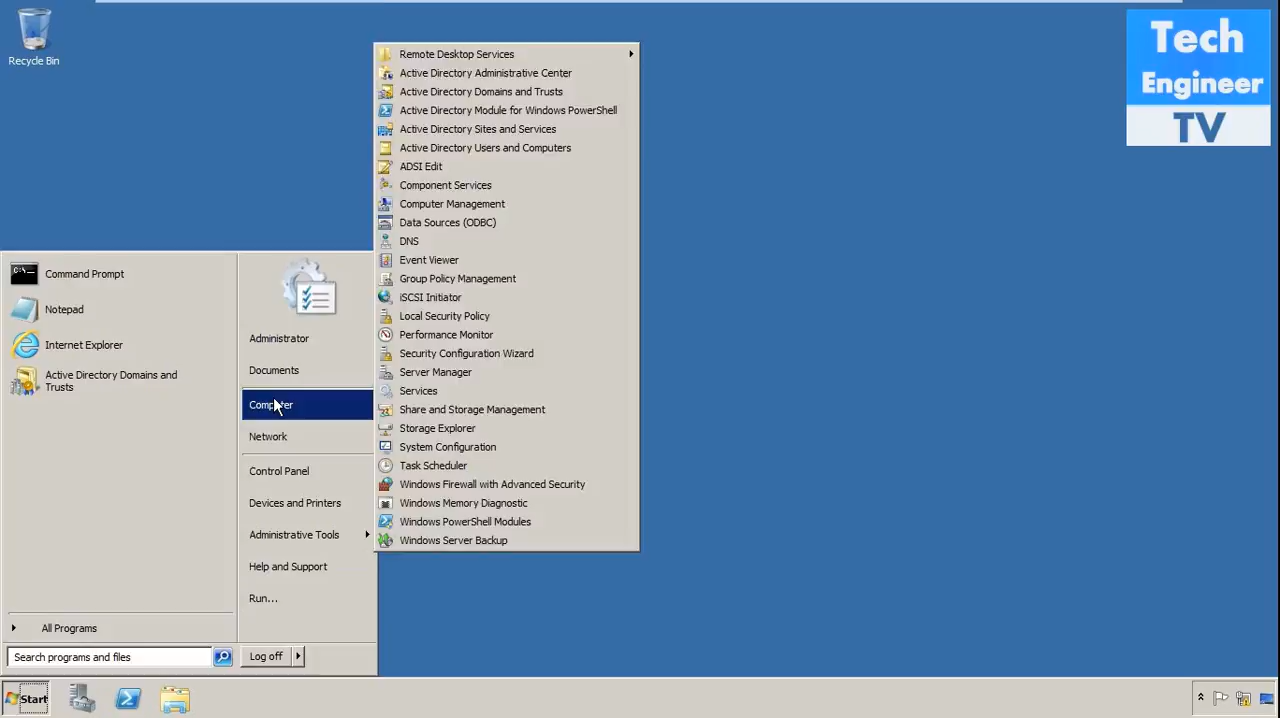 Recycle Bin
Tech
Engineer
TV
Remote Desktop Services
Active Directory Administrative Center
Active Directory Domains and Trusts
Active Directory Module for Windows PowerShell
Active Directory Sites and Services
Active Directory Users and Computers
ADSI Edit
Component Services
Computer Management
Data Sources (ODBC)
DNS
Event Viewer
Group Policy Management
iSCSI Initiator
Local Security Policy
Performance Monitor
Security Configuration Wizard
Server Manager
Services
Share and Storage Management
Storage Explorer
System Configuration
Task Scheduler
Windows Firewall with Advanced Security
Windows Memory Diagnostic
Windows PowerShell Modules
Windows Server Backup
Command Prompt
Notepad
Internet Explorer
Active Directory Domains and
Trusts
All Programs
Search programs and files
Administrator
Documents
Computer
Network
Control Panel
Devices and Printers
Administrative Tools
Help and Support
Run...
Log off
Start